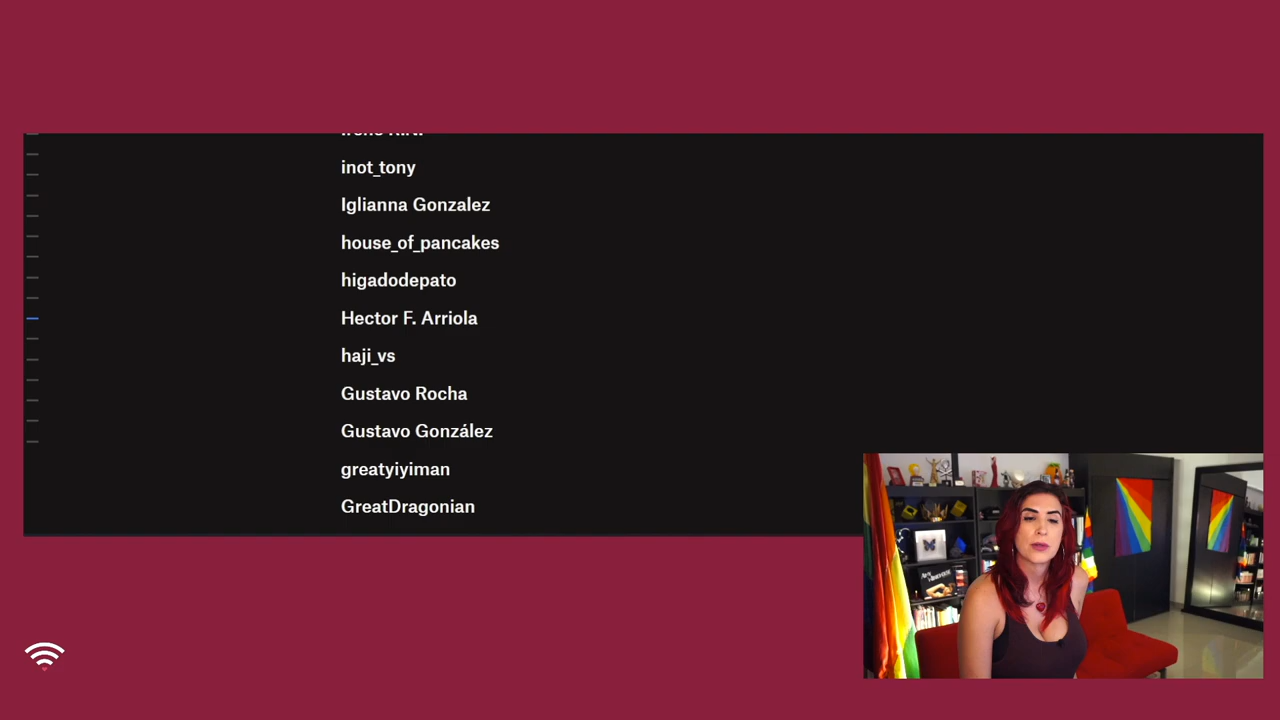 inot_tony
Iglianna Gonzalez
house_of_pancakes
higadodepato
Hector F. Arriola
haji_vs
Gustavo Rocha
Gustavo González
greatyiyiman
GreatDragonian